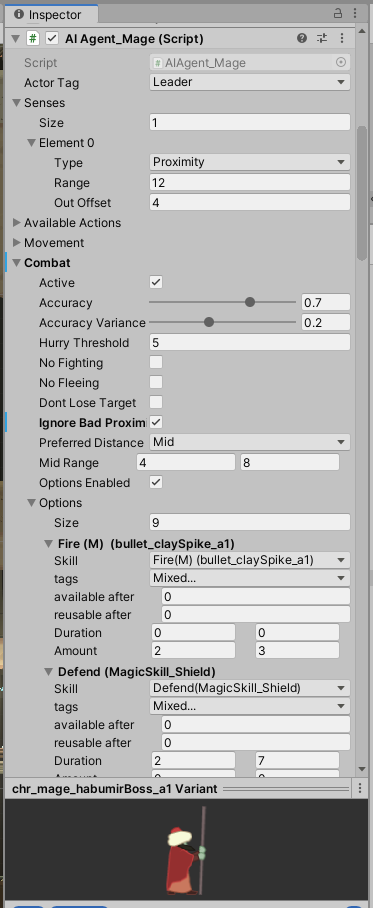 Inspector
# AI Agent_Mage (Script)
Script # AIAgent_Mage
Actor Tag Leader
Senses
Size 1
Element 0
Type Proximity
Range 12
Out Offset 4
Available Actions
Movement
Combat
Active
Accuracy 0.7
Accuracy Variance 0.2
Hurry Threshold 5
No Fighting
No Fleeing
Dont Lose Target
Ignore Bad Proxim
Preferred Distance Mid
Mid Range 4 8
Options Enabled
Options
Size 9
Fire (M) (bullet_claySpike_a1)
Skill Fire(M) (bullet_claySpike_a1)
tags Mixed...
available after 0
reusable after 0
Duration 0 0
Amount 2 3
Defend (MagicSkill_Shield)
Skill Defend(MagicSkill_Shield)
tags Mixed...
available after 0
reusable after 0
Duration 2 7
chr_mage_habumirBoss_a1 Variant